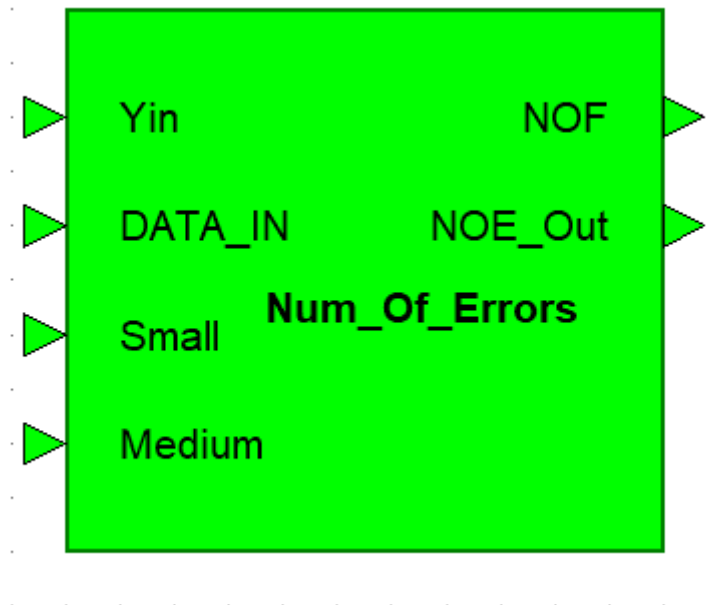 Yin
NOF
DATA_IN
NOE_Out
Num_Of_Errors
Small
Medium